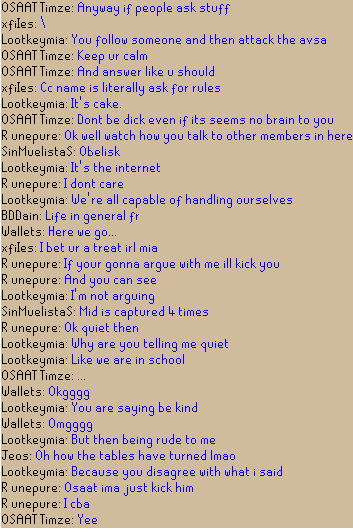 OSAAT Timze: Anyway if people ask stuff
xfiIes: \
Lootkeymia: You follow someone and then attack the avsa
OSAAT Timze: Keep ur calm
OSAAT Timze: And answer like u should
xfiIes: Cc name is literally ask for rules
Lootkeymia: It's cake.
OSAAT Timze: Dont be dick even if its seems no brain to you
R unepure: Ok well watch how you talk to other members in here
SinMuelistaS: Obelisk
Lootkeymia: It's the internet
R unepure: I dont care
Lootkeymia: We're all capable of handling ourselves
BDDain: Life in general fr
Wallets: Here we go...
xfiIes: I bet ur a treat irl mia
R unepure: If your gonna argue with me ill kick you
R unepure: And you can see
Lootkeymia: I'm not arguing
SinMuelistaS: Mid is captured 4 times
R unepure: Ok quiet then
Lootkeymia: Why are you telling me quiet
Lootkeymia: Like we are in school
OSAAT Timze: ...
Wallets: Okgggg
Lootkeymia: You are saying be kind
Wallets: Omgggg
Lootkeymia: But then being rude to me
Jeos: Oh how the tables have turned lmao
Lootkeymia: Because you disagree with what i said
R unepure: Osaat ima just kick him
R unepure: I cba
OSAAT Timze: Yee